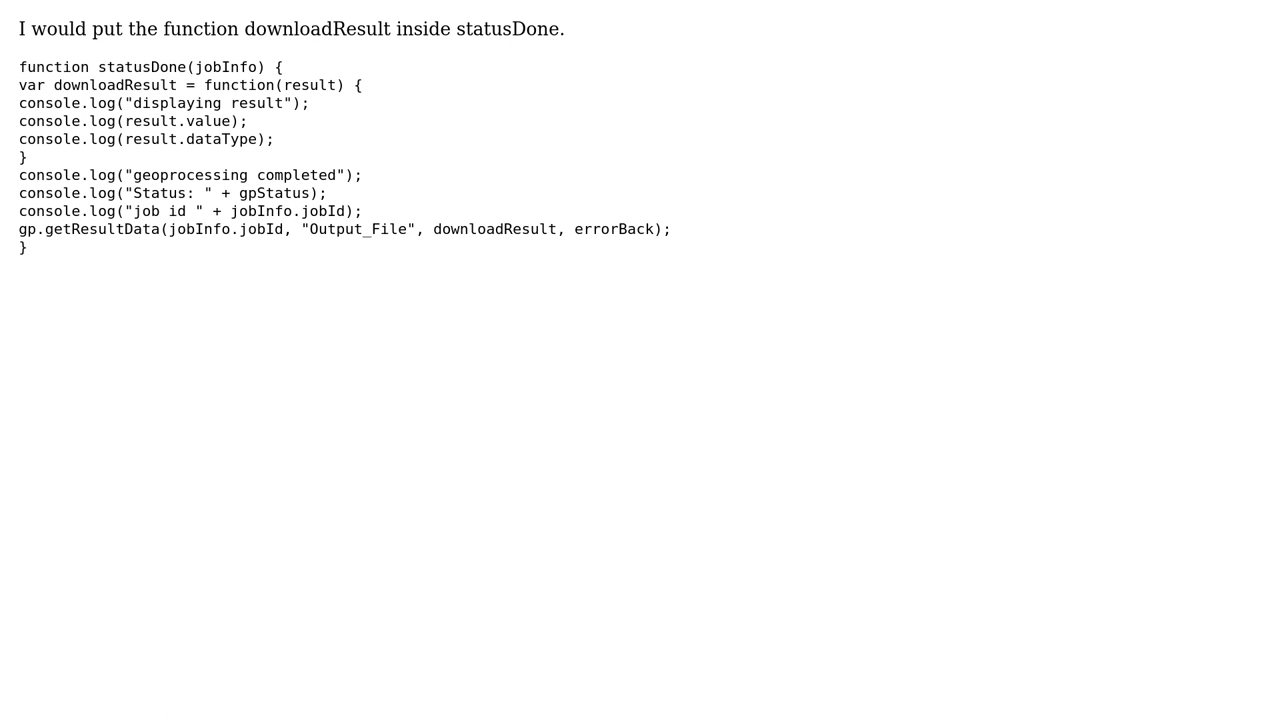 I would put the function downloadResult inside statusDone.
function statusDone(jobInfo) {
var downloadResult = function(result) {
console.log("displaying result");
console.log(result.value);
console.log(result.dataType);
}
console.log("geoprocessing completed");
console.log("Status: " + gpStatus);
console.log("job id " + jobInfo.jobId);
gp.getResultData(jobInfo.jobId, "Output_File", downloadResult, errorBack);
}